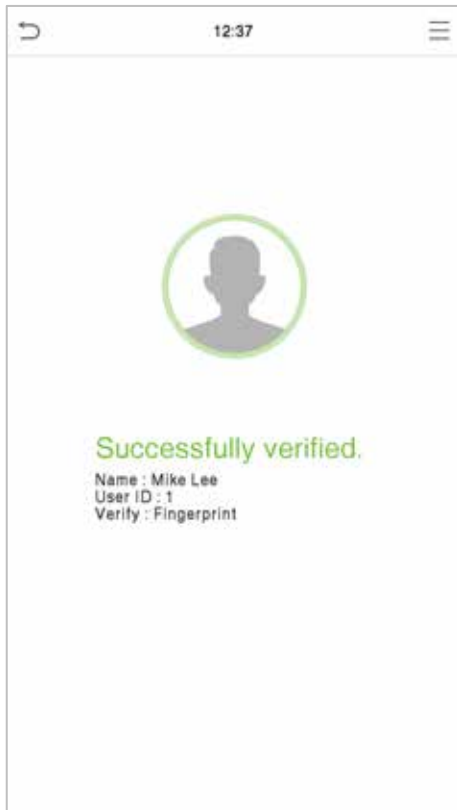 12:37
Successfully verified.
Name : Mike Lee
User ID : 1
Verify : Fingerprint